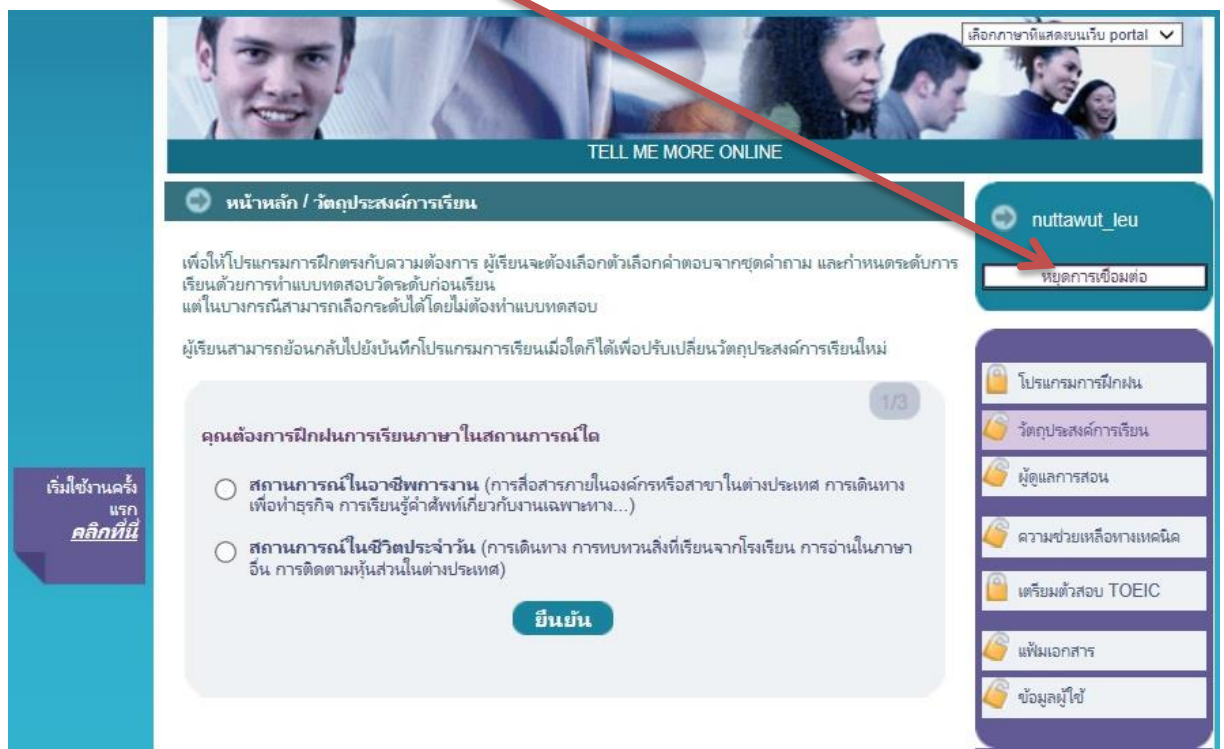 เลือกภาษาที่แสดงบนเว็บ portal
TELL ME MORE ONLINE
หน้าหลัก / วัตถุประสงค์การเรียน
nuttawut_leu
หยุดการเชื่อมต่อ
เพื่อให้โปรแกรมการฝึกตรงกับความต้องการ ผู้เรียนจะต้องเลือกตัวเลือกคำตอบจากชุดคำถาม และกำหนดระดับการ
เรียนด้วยการทำแบบทดสอบวัดระดับก่อนเรียน
แต่ในบางกรณีสามารถเลือกระดับได้โดยไม่ต้องทำแบบทดสอบ
ผู้เรียนสามารถย้อนกลับไปยังบันทึกโปรแกรมการเรียนเมื่อใดก็ได้เพื่อปรับเปลี่ยนวัตถุประสงค์การเรียนใหม่
1/3
คุณต้องการฝึกฝนการเรียนภาษาในสถานการณ์ใด
สถานการณ์ในอาชีพการงาน (การสื่อสารภายในองค์กรหรือสาขาในต่างประเทศ การเดินทาง
เพื่อทำธุรกิจ การเรียนรู้คำศัพท์เกี่ยวกับงานเฉพาะทาง...)
สถานการณ์ในชีวิตประจำวัน (การเดินทาง การทบทวนสิ่งที่เรียนจากโรงเรียน การอ่านในภาษา
อื่น การติดตามหุ้นส่วนในต่างประเทศ)
ยืนยัน
เริ่มใช้งานครั้ง
แรก
คลิกที่นี่
โปรแกรมการฝึกฝน
วัตถุประสงค์การเรียน
ผู้ดูแลการสอน
ความช่วยเหลือทางเทคนิค
เตรียมตัวสอบ TOEIC
แฟ้มเอกสาร
ข้อมูลผู้ใช้